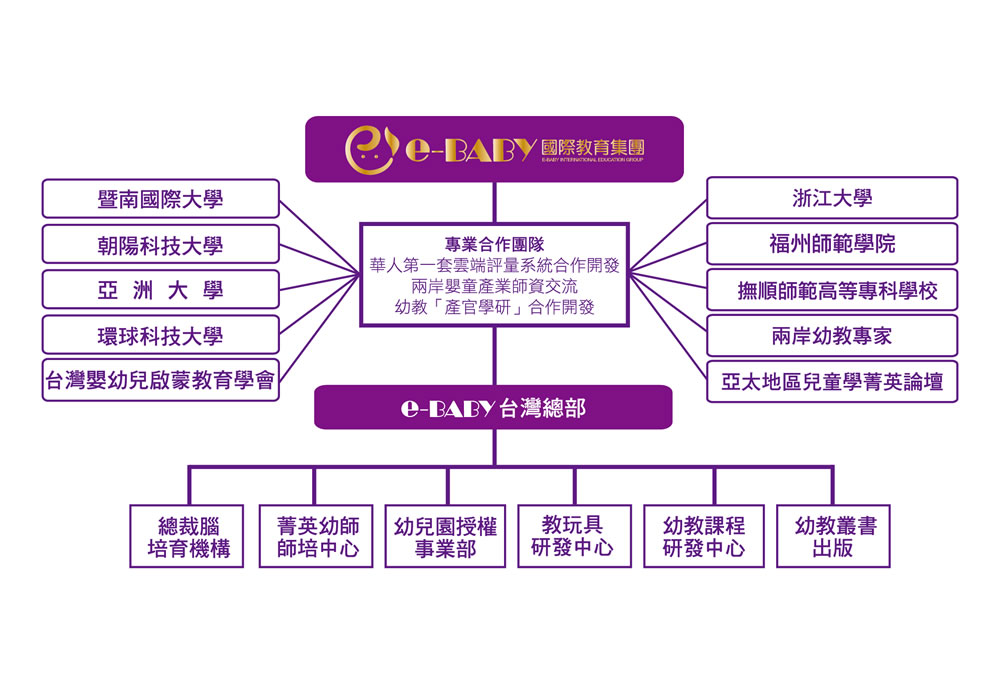 e-BABY 國際教育集團
E-BABY INTERNATIONAL EDUCATION GROUP
暨南國際大學
朝陽科技大學
亞洲大學
環球科技大學
台灣嬰幼兒啟蒙教育學會
專業合作團隊
華人第一套雲端評量系統合作開發
兩岸嬰童產業師資交流
幼教「產官學研」合作開發
浙江大學
福州師範學院
撫順師範高等專科學校
兩岸幼教專家
亞太地區兒童學菁英論壇
e-BABY 台灣總部
總裁腦
培育機構
菁英幼師
師培中心
幼兒園授權
事業部
教玩具
研發中心
幼教課程
研發中心
幼教叢書
出版